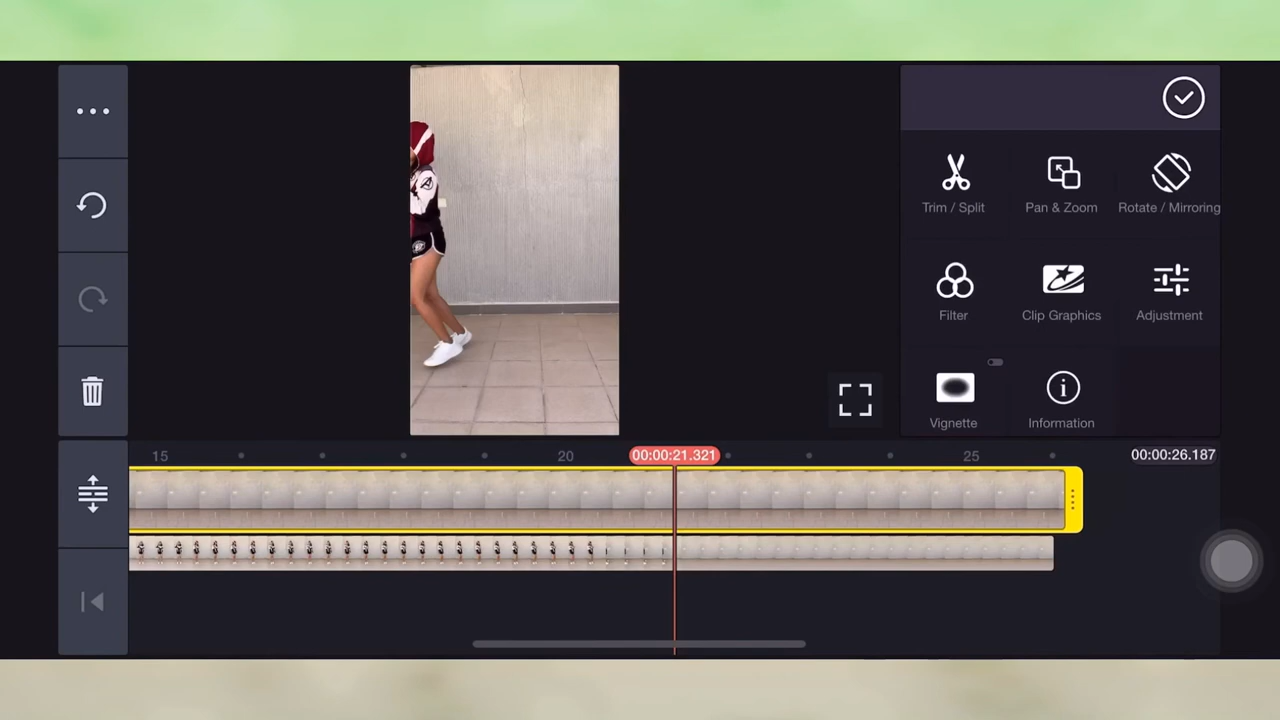 Trim / Split
Pan & Zoom
Rotate / Mirroring
Filter
Clip Graphics
Adjustment
Vignette
Information
15
20
00:00:21.321
25
00:00:26.187